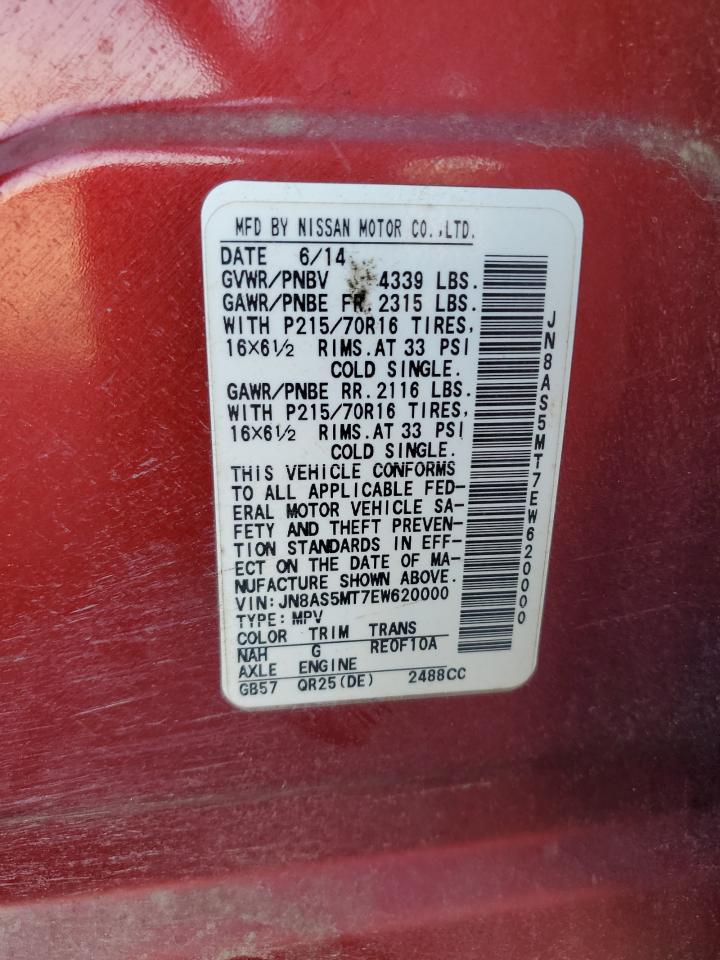 MFD BY NISSAN MOTOR CO.,LTD.
DATE 6/14
GVWR/PNBV 4339 LBS.
GAWR/PNBE FR.2315 LBS.
WITH P215/70R16 TIRES,
16X6½ RIMS.AT 33 PSI
COLD SINGLE.
GAWR/PNBE RR.2116 LBS.
WITH P215/70R16 TIRES,
16X6½ RIMS.AT 33 PSI
COLD SINGLE.
THIS VEHICLE CONFORMS
TO ALL APPLICABLE FED-
ERAL MOTOR VEHICLE SA-
FETY AND THEFT PREVEN-
TION STANDARDS IN EFF-
ECT ON THE DATE OF MA-
NUFACTURE SHOWN ABOVE.
VIN:JN8AS5MT7EW620000
TYPE:MPV
COLOR TRIM TRANS
NAH G RE0F10A
AXLE ENGINE
GB57 QR25(DE) 2488CC
JN8AS5MT7EW620000